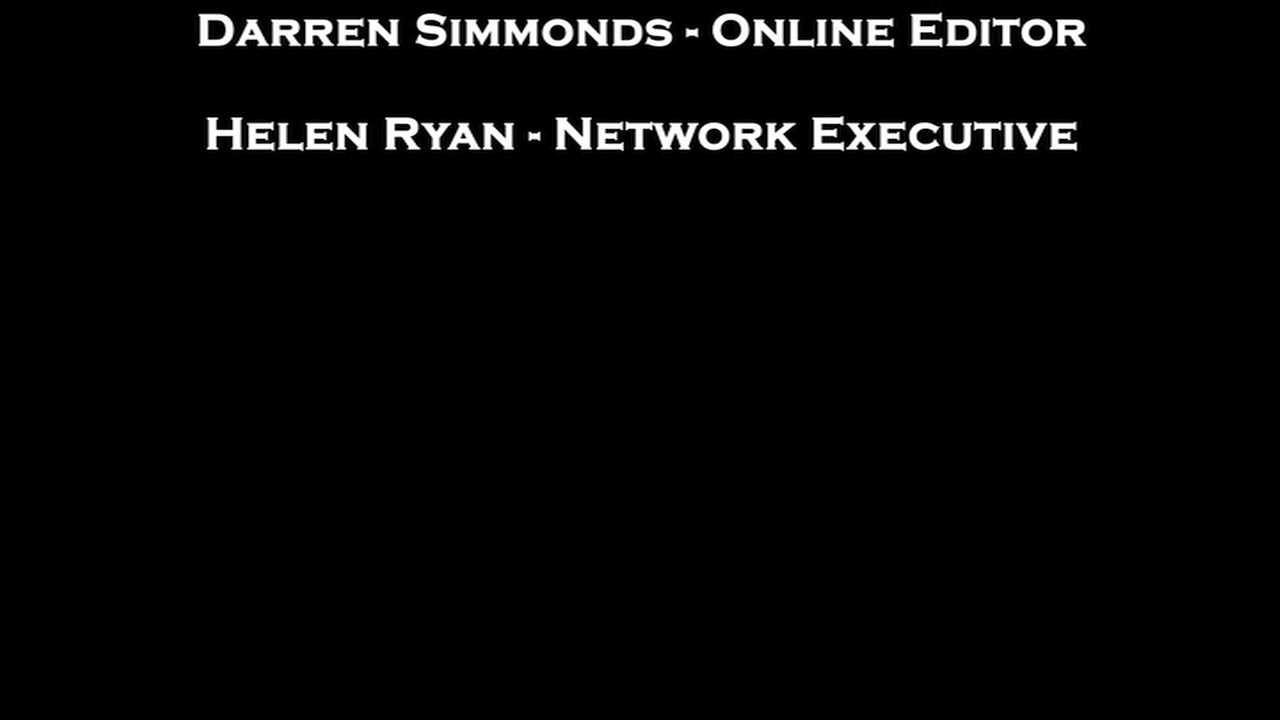 Darren Simmonds - Online Editor
Helen Ryan - Network Executive